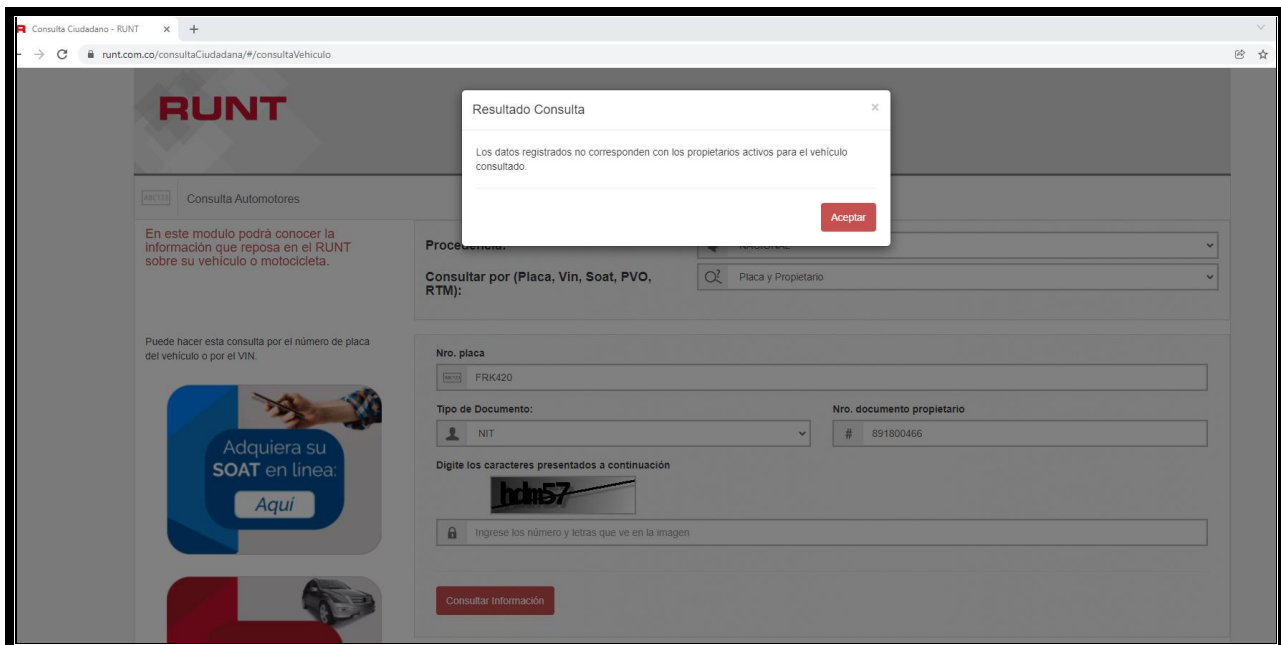 Consulta Ciudadano - RUNT
runt.com.co/consultaCiudadana/#/consultaVehiculo
RUNT
Resultado Consulta
Los datos registrados no corresponden con los propietarios activos para el vehículo
consultado.
Aceptar
ABC123 Consulta Automotores
En este modulo podrá conocer la
información que reposa en el RUNT
sobre su vehículo o motocicleta.
Procedencia:
NACIONAL
Consultar por (Placa, Vin, Soat, PVO,
RTM):
Placa y Propietario
Puede hacer esta consulta por el número de placa
del vehículo o por el VIN.
Adquiera su
SOAT en línea:
Aquí
Nro. placa
FRK420
Tipo de Documento:
NIT
Nro. documento propietario
# 891800466
Digite los caracteres presentados a continuación
hdm57
Ingrese los número y letras que ve en la imagen
Consultar Información